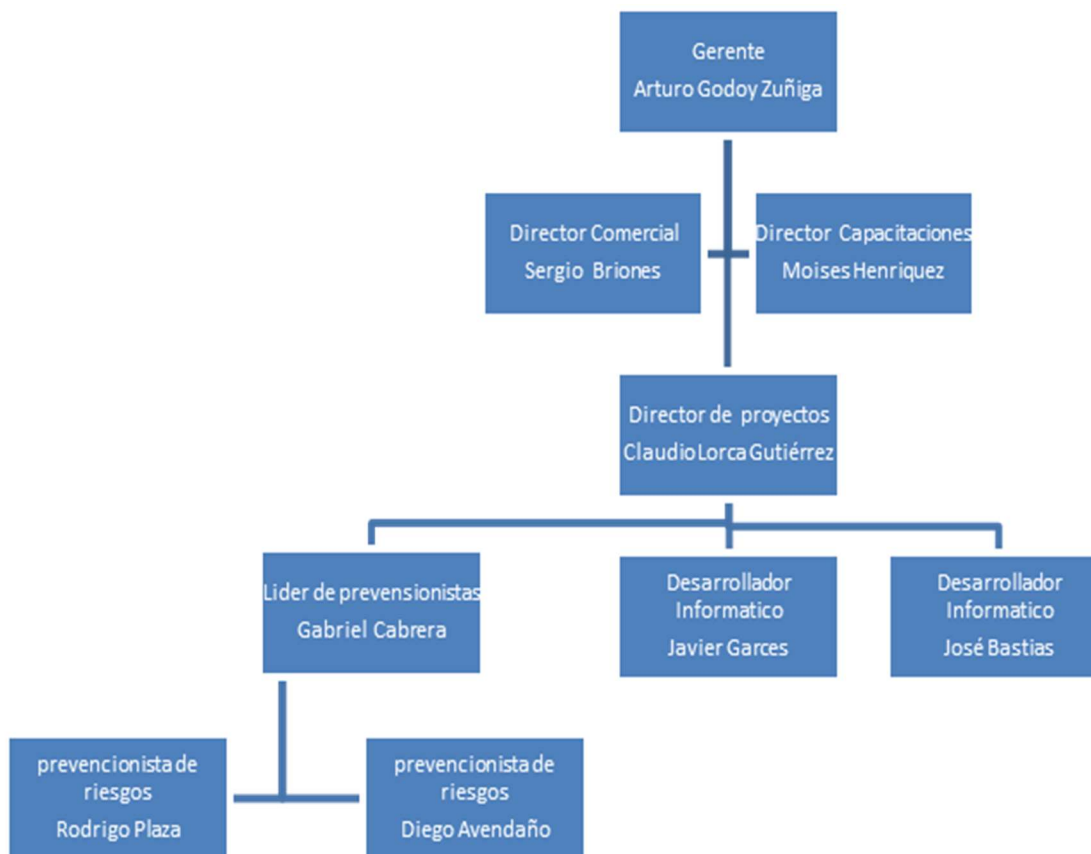 Gerente
Arturo Godoy Zuñiga
Director Comercial
Sergio Briones
Director Capacitaciones
Moises Henriquez
Director de proyectos
Claudio Lorca Gutiérrez
Lider de prevensionistas
Gabriel Cabrera
Desarrollador
Informatico
Javier Garces
Desarrollador
Informatico
José Bastias
prevencionista de
riesgos
Rodrigo Plaza
prevencionista de
riesgos
Diego Avendaño